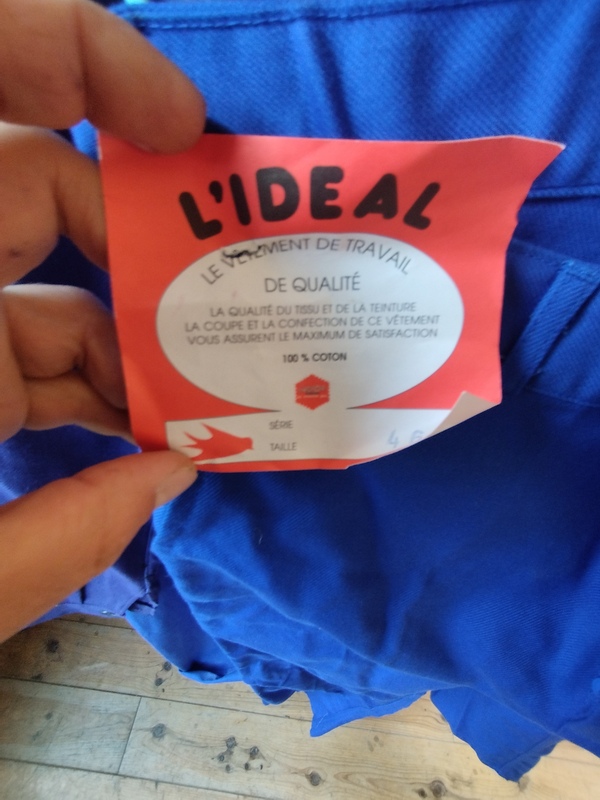 L'IDEAL
LE VÊTEMENT DE TRAVAIL
DE QUALITÉ
LA QUALITÉ DU TISSU ET DE LA TEINTURE
LA COUPE ET LA CONFECTION DE CE VÊTEMENT
VOUS ASSURENT LE MAXIMUM DE SATISFACTION
100 % COTON
SÉRIE
TAILLE